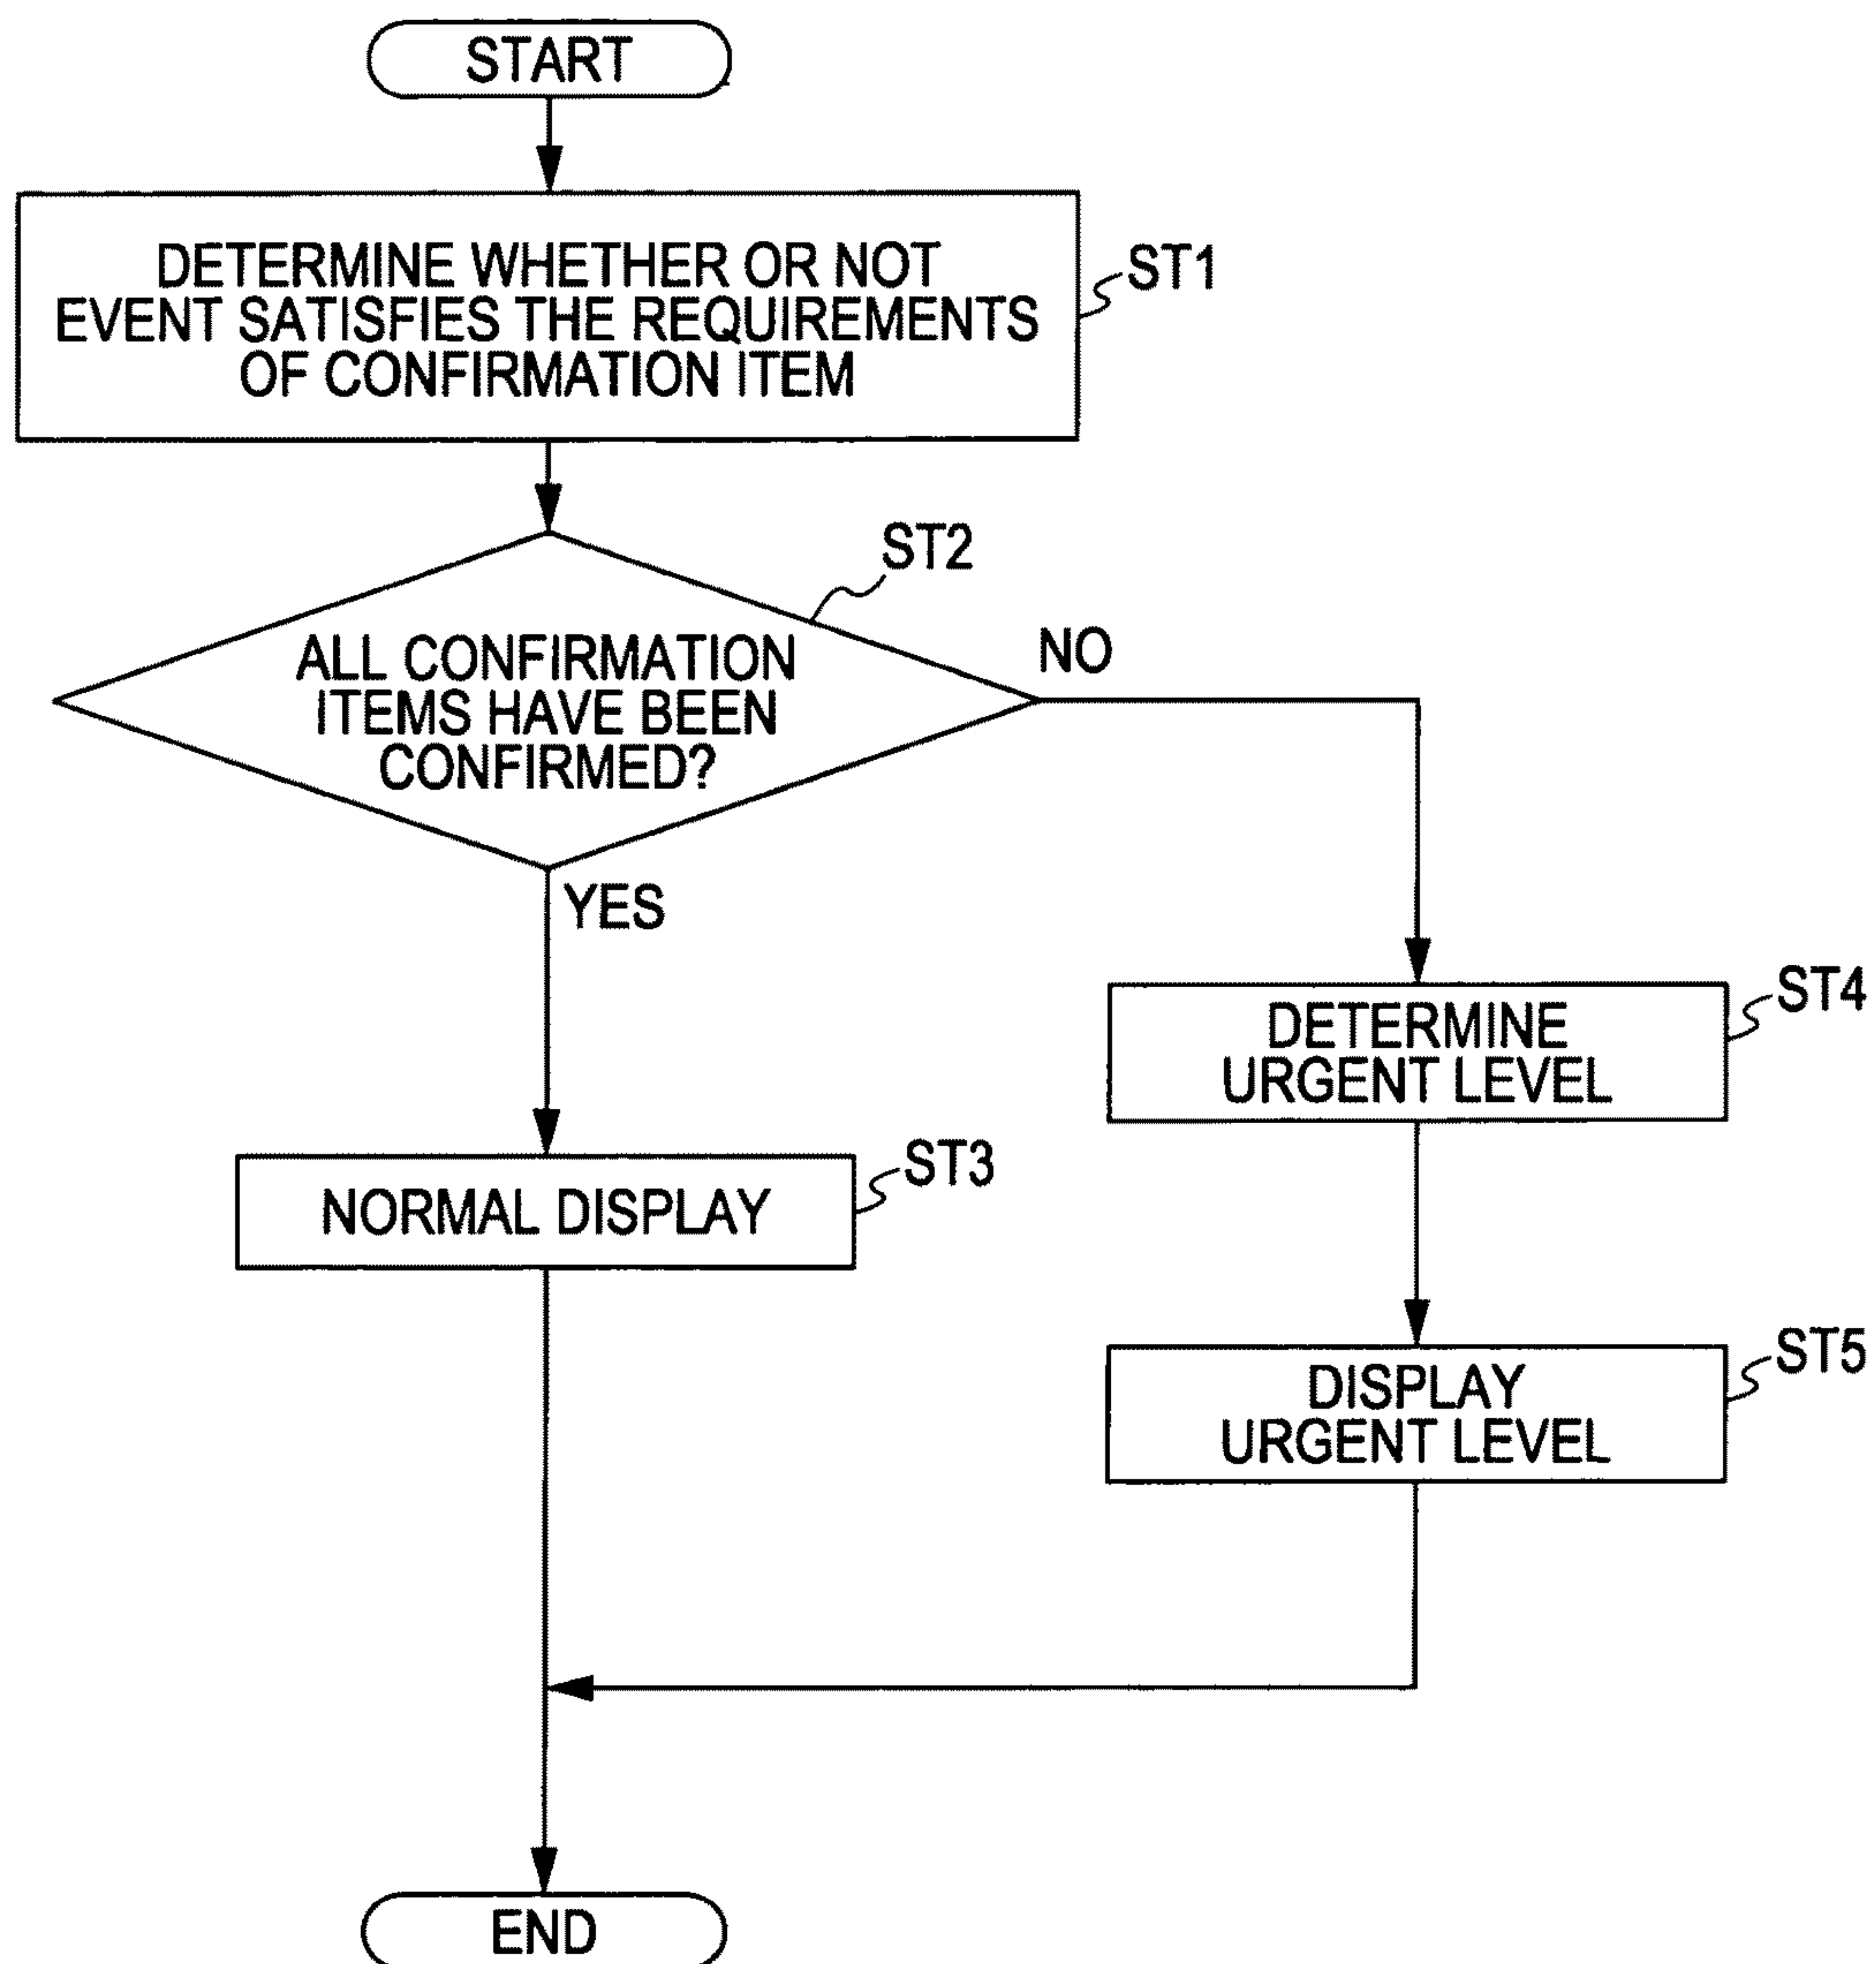 START
DETERMINE WHETHER OR NOT
EVENT SATISFIES THE REQUIREMENTS
OF CONFIRMATION ITEM
ST1
ST2
ALL CONFIRMATION
ITEMS HAVE BEEN
CONFIRMED?
NO
YES
ST4
DETERMINE
URGENT LEVEL
ST3
NORMAL DISPLAY
ST5
DISPLAY
URGENT LEVEL
END